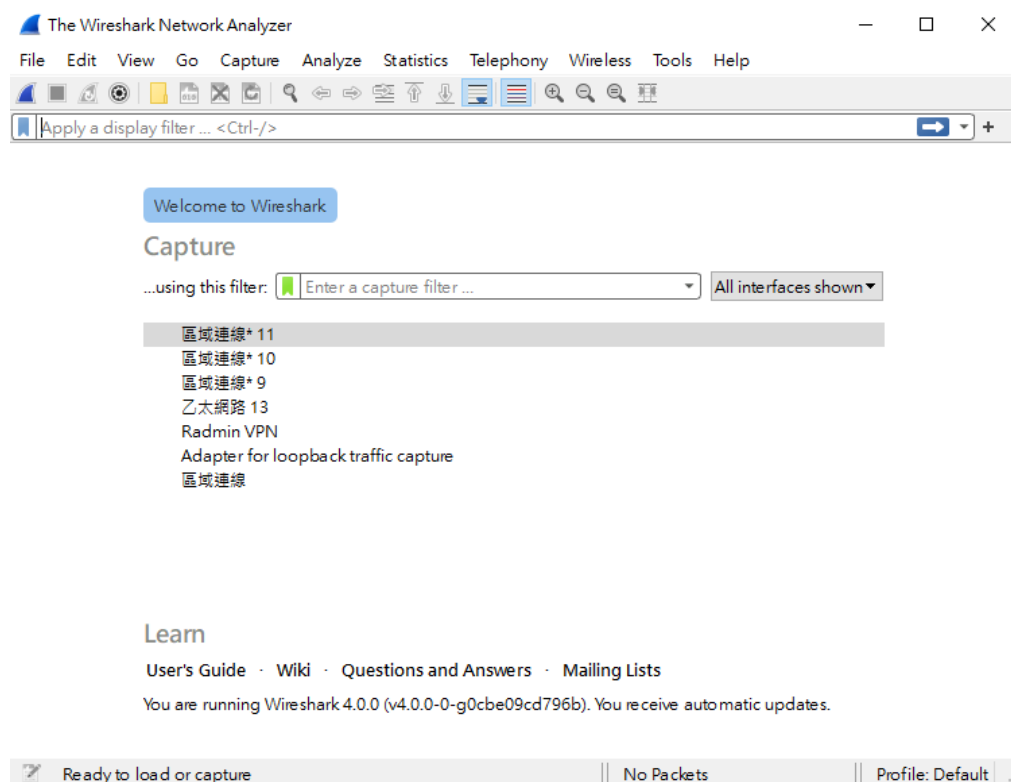 The Wireshark Network Analyzer
File Edit View Go Capture Analyze Statistics Telephony Wireless Tools Help
Apply a display filter ... <Ctrl-/>
Welcome to Wireshark
Capture
...using this filter: Enter a capture filter ... All interfaces shown
區域連線* 11
區域連線* 10
區域連線* 9
乙太網路 13
Radmin VPN
Adapter for loopback traffic capture
區域連線
Learn
User's Guide · Wiki · Questions and Answers · Mailing Lists
You are running Wireshark 4.0.0 (v4.0.0-0-g0cbe09cd796b). You receive automatic updates.
Ready to load or capture No Packets Profile: Default